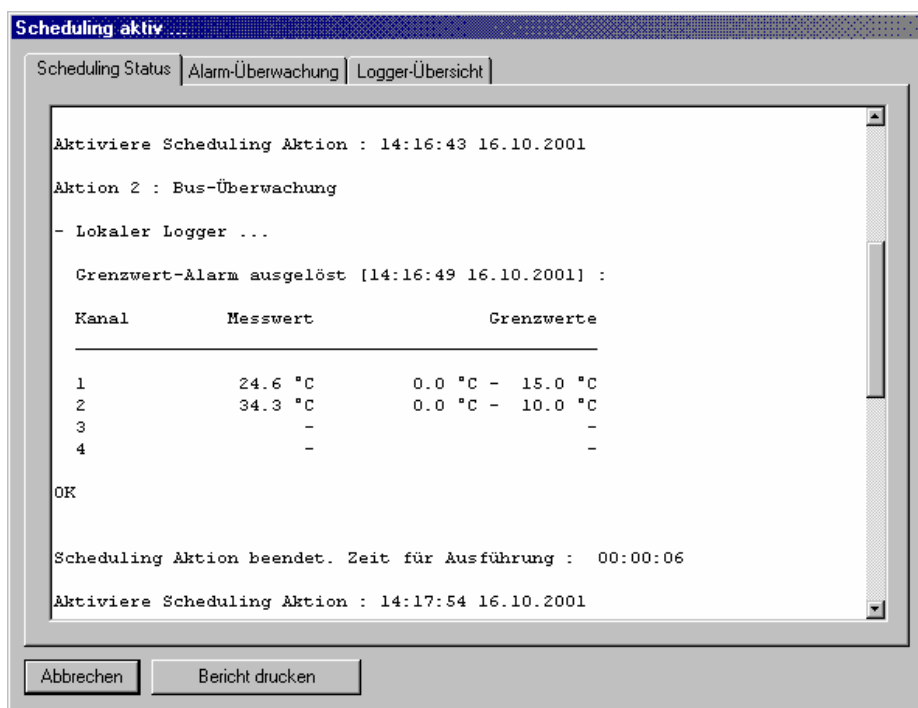 Scheduling aktiv ...
Scheduling Status Alarm-Überwachung Logger-Übersicht
Aktiviere Scheduling Aktion : 14:16:43 16.10.2001
Aktion 2 : Bus-Überwachung
- Lokaler Logger ...
Grenzwert-Alarm ausgelöst [14:16:49 16.10.2001] :
Kanal Messwert Grenzwerte
1 24.6 °C 0.0 °C - 15.0 °C
2 34.3 °C 0.0 °C - 10.0 °C
3 - -
4 - -
OK
Scheduling Aktion beendet. Zeit für Ausführung : 00:00:06
Aktiviere Scheduling Aktion : 14:17:54 16.10.2001
Abbrechen Bericht drucken